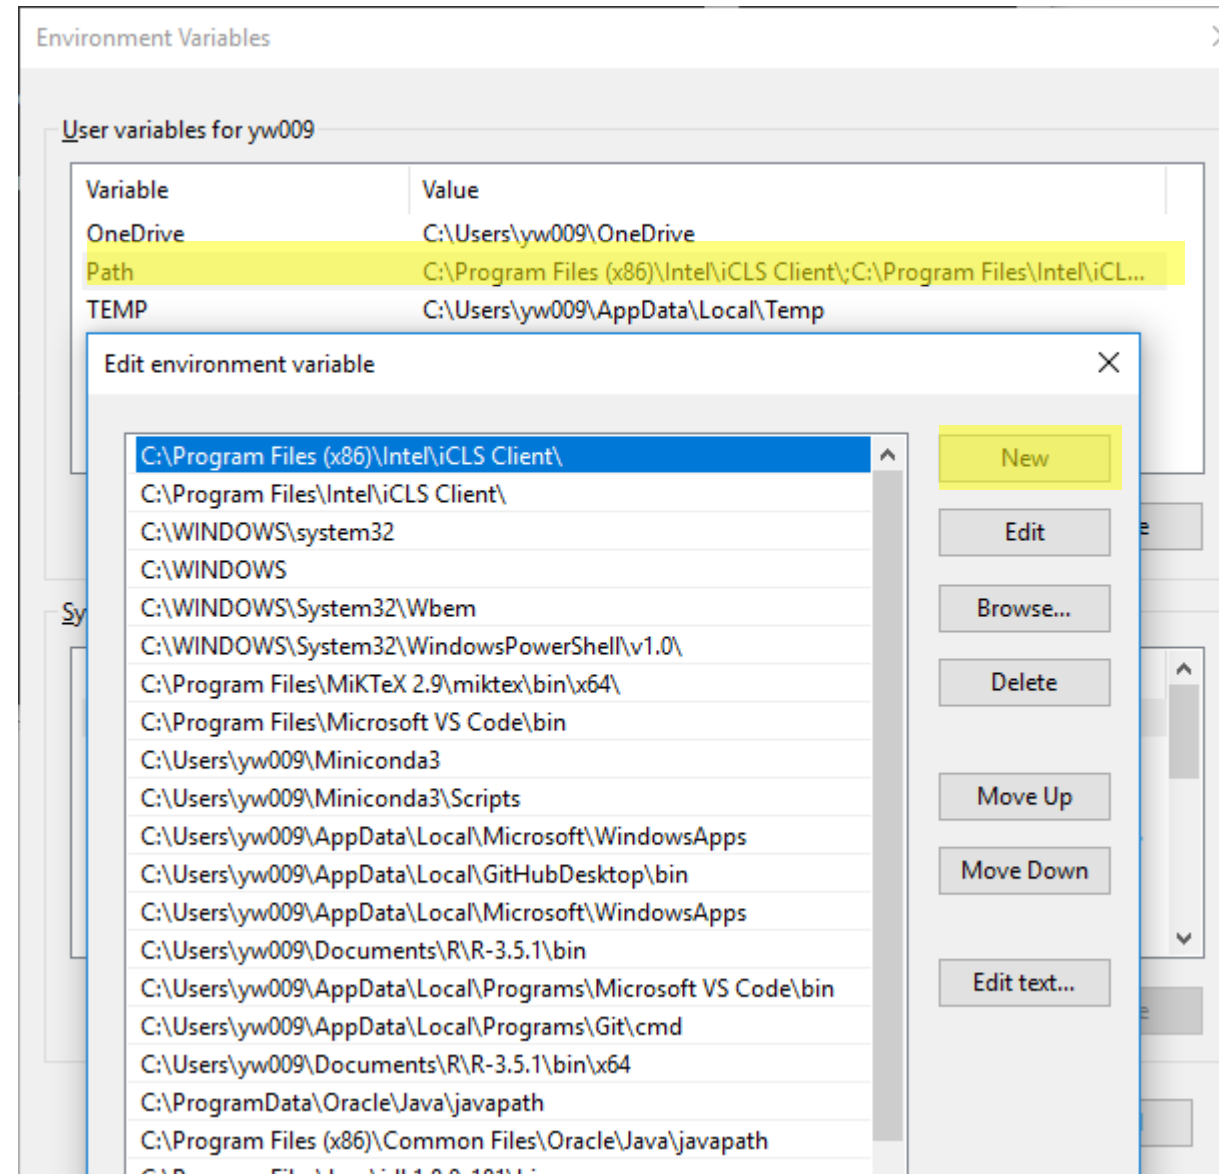 Environment Variables
User variables for yw009
Variable Value
OneDrive C:\Users\yw009\OneDrive
Path C:\Program Files (x86)\Intel\iCLS Client\;C:\Program Files\Intel\iCL...
TEMP C:\Users\yw009\AppData\Local\Temp
Edit environment variable
C:\Program Files (x86)\Intel\iCLS Client\
New
C:\Program Files\Intel\iCLS Client\
C:\WINDOWS\system32
Edit
C:\WINDOWS
C:\WINDOWS\System32\Wbem
Browse...
Sy
C:\WINDOWS\System32\WindowsPowerShell\v1.0\
C:\Program Files\MiKTeX 2.9\miktex\bin\x64\
Delete
C:\Program Files\Microsoft VS Code\bin
C:\Users\yw009\Miniconda3
C:\Users\yw009\Miniconda3\Scripts
Move Up
C:\Users\yw009\AppData\Local\Microsoft\WindowsApps
C:\Users\yw009\AppData\Local\GitHubDesktop\bin
Move Down
C:\Users\yw009\AppData\Local\Microsoft\WindowsApps
C:\Users\yw009\Documents\R\R-3.5.1\bin
C:\Users\yw009\AppData\Local\Programs\Microsoft VS Code\bin
Edit text...
C:\Users\yw009\AppData\Local\Programs\Git\cmd
C:\Users\yw009\Documents\R\R-3.5.1\bin\x64
C:\ProgramData\Oracle\Java\javapath
C:\Program Files (x86)\Common Files\Oracle\Java\javapath